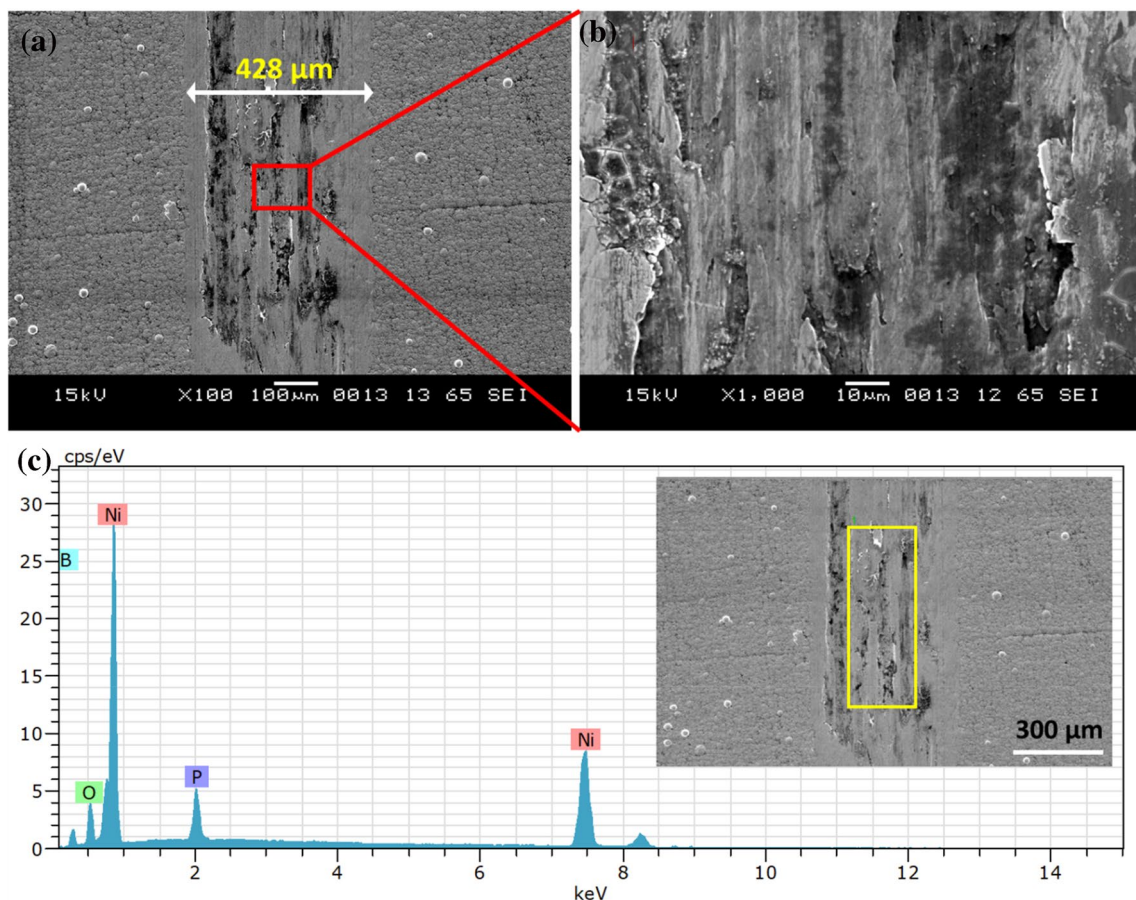 (a)
428 µm
15kV X100 100µm 0013 13 65 SEI
(b)
15kV X1,000 10µm 0013 12 65 SEI
(c)
cps/eV
30
25
20
15
10
5
0
B
Ni
O
P
Ni
300 µm
2 4 6 8 10 12 14
keV